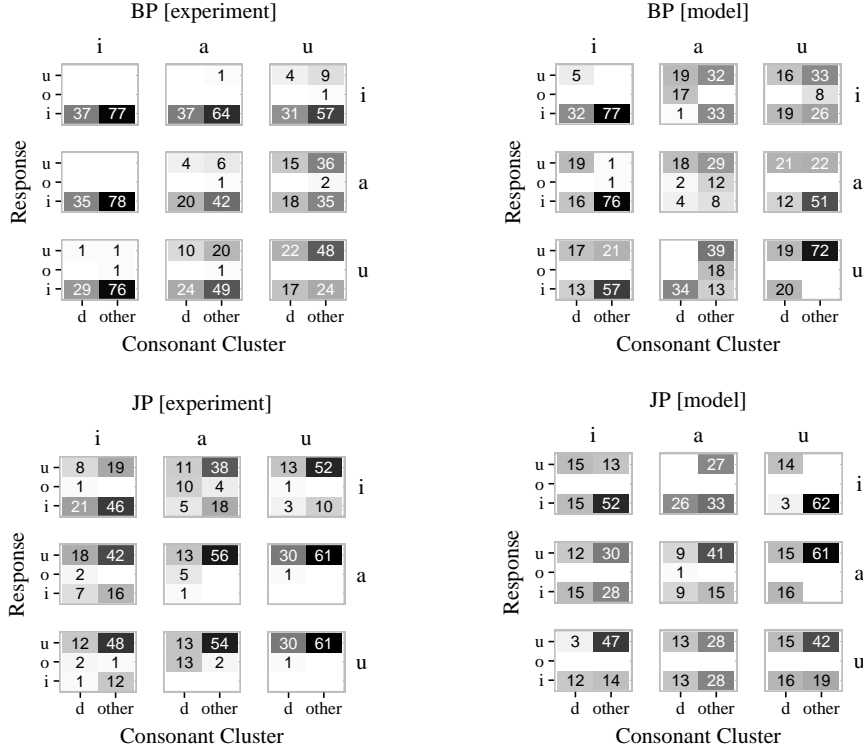 BP [experiment]
i a u
u 1 4 9
o 1 i
i 37 77 37 64 31 57
u 4 6 15 36
o 1 2 a
i 35 78 20 42 18 35
u 1 1 10 20 22 48
o 1 1 u
i 29 76 24 49 17 24
d other d other d other
Consonant Cluster
Response
BP [model]
i a u
u 5 19 32 16 33
o 17 8 i
i 32 77 1 33 19 26
u 19 1 18 29 21 22
o 1 2 12 a
i 16 76 4 8 12 51
u 17 21 39 19 72
o 18 u
i 13 57 34 13 20
d other d other d other
Consonant Cluster
Response
JP [experiment]
i a u
u 8 19 11 38 13 52
o 1 10 4 1 i
i 21 46 5 18 3 10
u 18 42 13 56 30 61
o 2 5 1 a
i 7 16 1
u 12 48 13 54 30 61
o 2 1 13 2 1 u
i 1 12
d other d other d other
Consonant Cluster
Response
JP [model]
i a u
u 15 13 27 14
o i
i 15 52 26 33 3 62
u 12 30 9 41 15 61
o 1 a
i 15 28 9 15 16
u 3 47 13 28 15 42
o u
i 12 14 13 28 16 19
d other d other d other
Consonant Cluster
Response